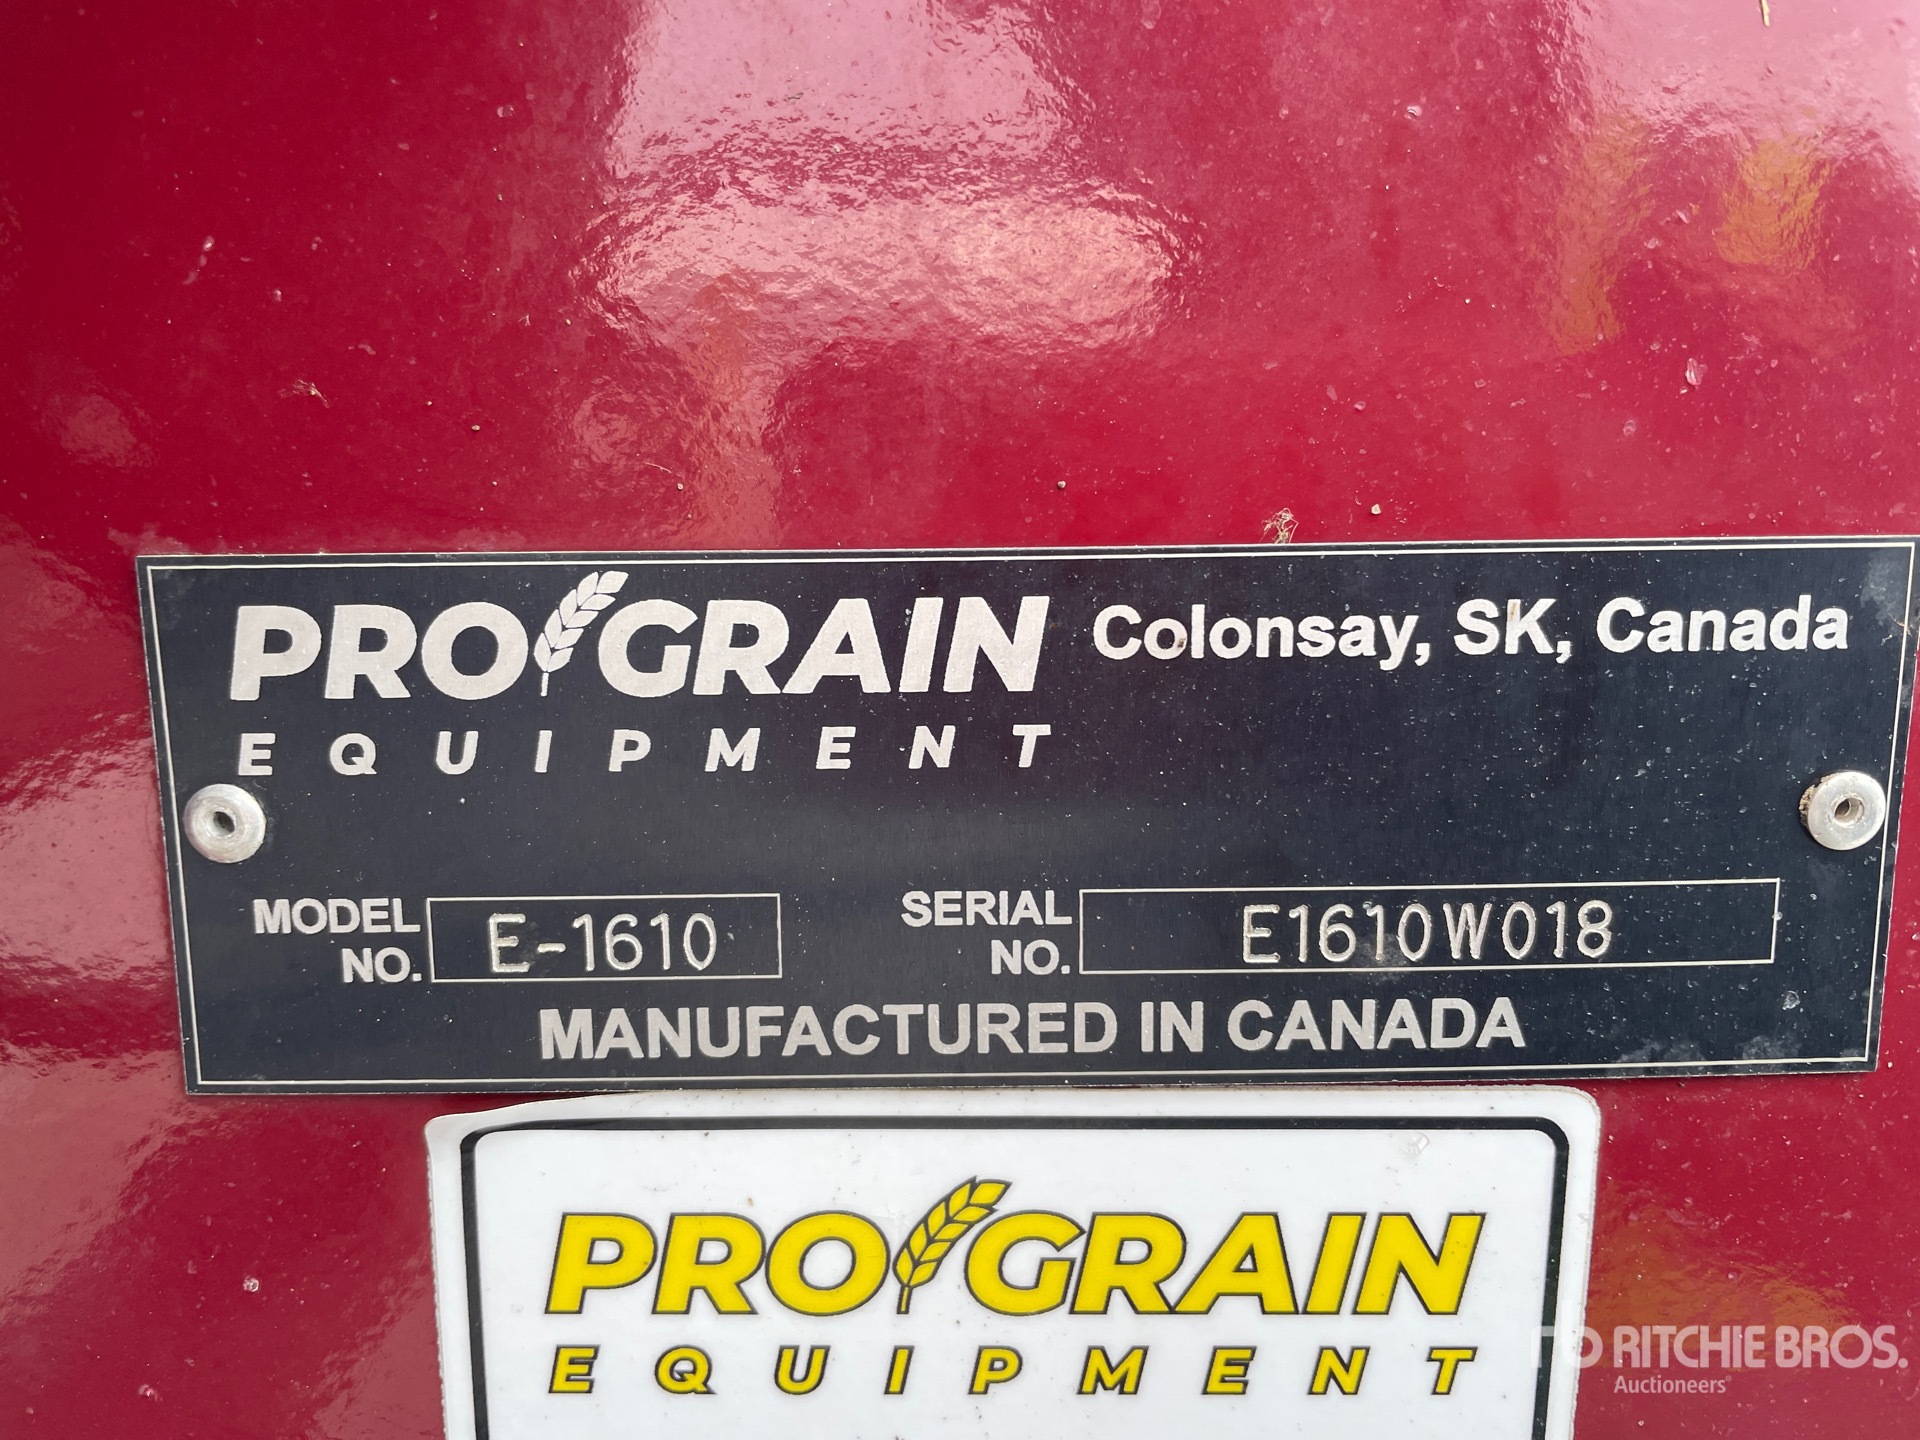 PRO GRAIN
EQUIPMENT
Colonsay, SK, Canada
MODEL NO. E-1610
SERIAL NO. E1610W018
MANUFACTURED IN CANADA
PRO GRAIN
EQUIPMENT
RITCHIE BROS.
Auctioneers